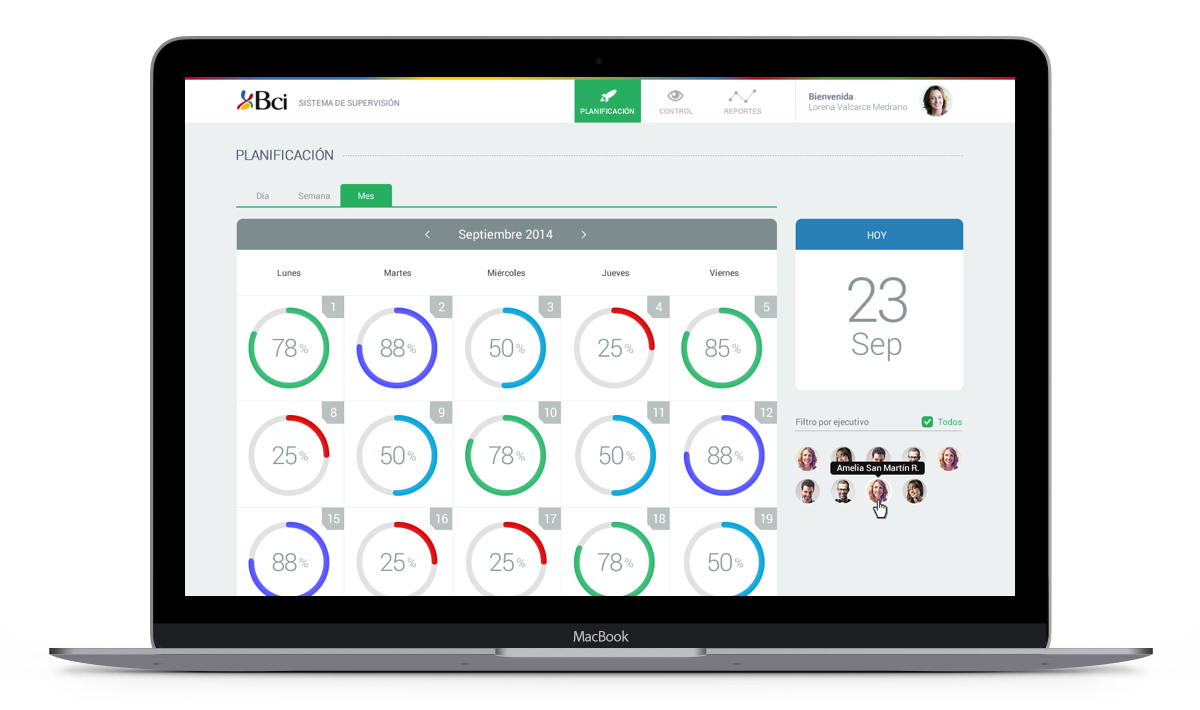 Bci
SISTEMA DE SUPERVISIÓN
PLANIFICACIÓN
CONTROL
REPORTES
Bienvenida
Lorena Valcarce Medrano
PLANIFICACIÓN
Día
Semana
Mes
< Septiembre 2014 >
Lunes Martes Miércoles Jueves Viernes
1 2 3 4 5
78% 88% 50% 25% 85%
8 9 10 11 12
25% 50% 78% 50% 88%
15 16 17 18 19
88% 25% 25% 78% 50%
HOY
23
Sep
Filtro por ejecutivo
Todos
Amelia San Martín R.
MacBook